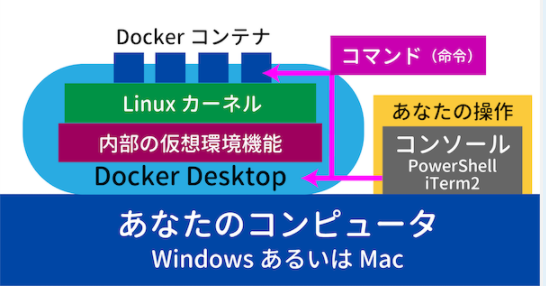 Docker コンテナ
コマンド（命令）
Linux カーネル
内部の仮想環境機能
Docker Desktop
あなたの操作
コンソール
PowerShell
iTerm2
あなたのコンピュータ
Windows あるいは Mac